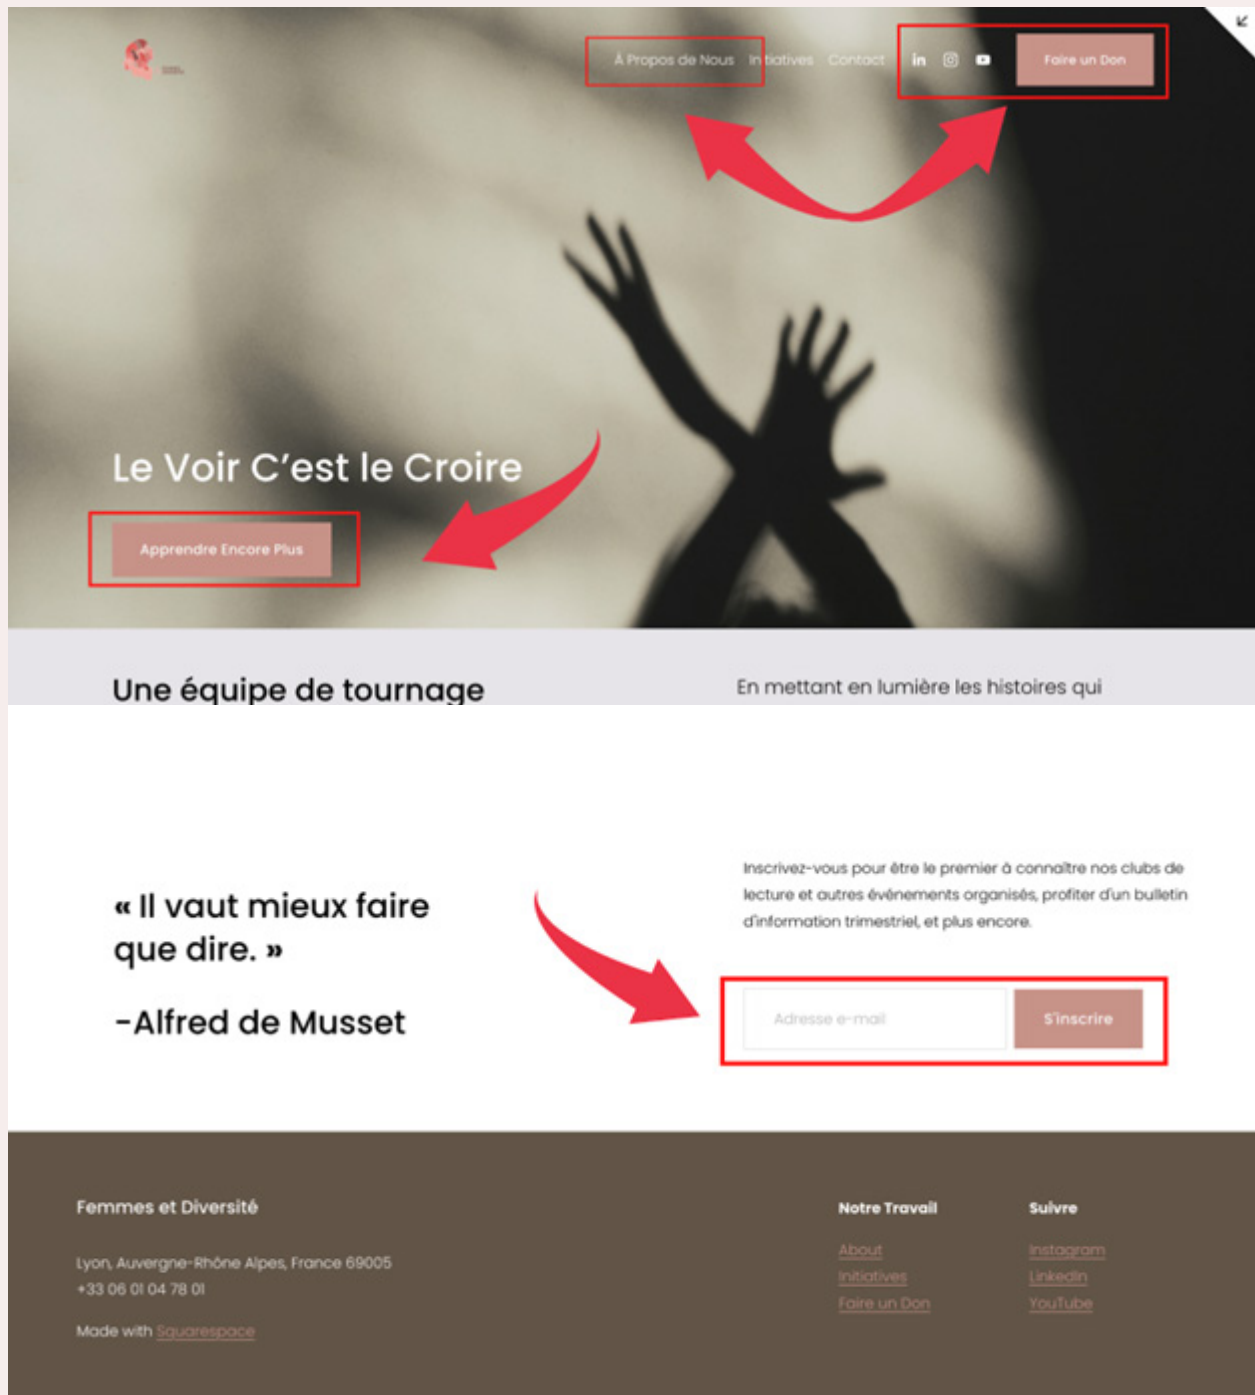 À Propos de Nous Initiatives Contact Faire un Don
Le Voir C'est le Croire
Apprendre Encore Plus
Une équipe de tournage
En mettant en lumière les histoires qui
« Il vaut mieux faire
que dire. »
-Alfred de Musset
Inscrivez-vous pour être le premier à connaître nos clubs de
lecture et autres événements organisés, profiter d'un bulletin
d'information trimestriel, et plus encore.
Adresse e-mail S'inscrire
Femmes et Diversité
Lyon, Auvergne-Rhône Alpes, France 69005
+33 06 01 04 78 01
Made with Squarespace
Notre Travail
About
Initiatives
Faire un Don
Suivre
Instagram
LinkedIn
YouTube